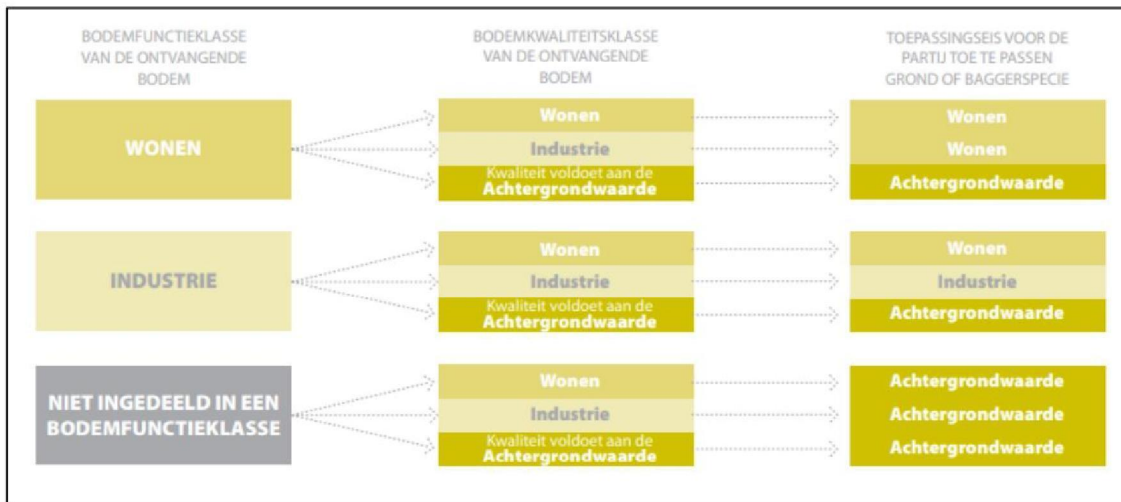 BODEMFUNCTIEKLASSE
VAN DE ONTVANGENDE
BODEM
BODEMKWALITEITSKLASSE
VAN DE ONTVANGENDE
BODEM
TOEPASSINGSEIS VOOR DE
PARTIJ TOE TE PASSEN
GROND OF BAGGERSPECIE
WONEN
Wonen
Industrie
Kwaliteit voldoet aan de
Achtergrondwaarde
Wonen
Wonen
Achtergrondwaarde
INDUSTRIE
Wonen
Industrie
Kwaliteit voldoet aan de
Achtergrondwaarde
Wonen
Industrie
Achtergrondwaarde
NIET INGEDEELD IN EEN
BODEMFUNCTIEKLASSE
Wonen
Industrie
Kwaliteit voldoet aan de
Achtergrondwaarde
Achtergrondwaarde
Achtergrondwaarde
Achtergrondwaarde